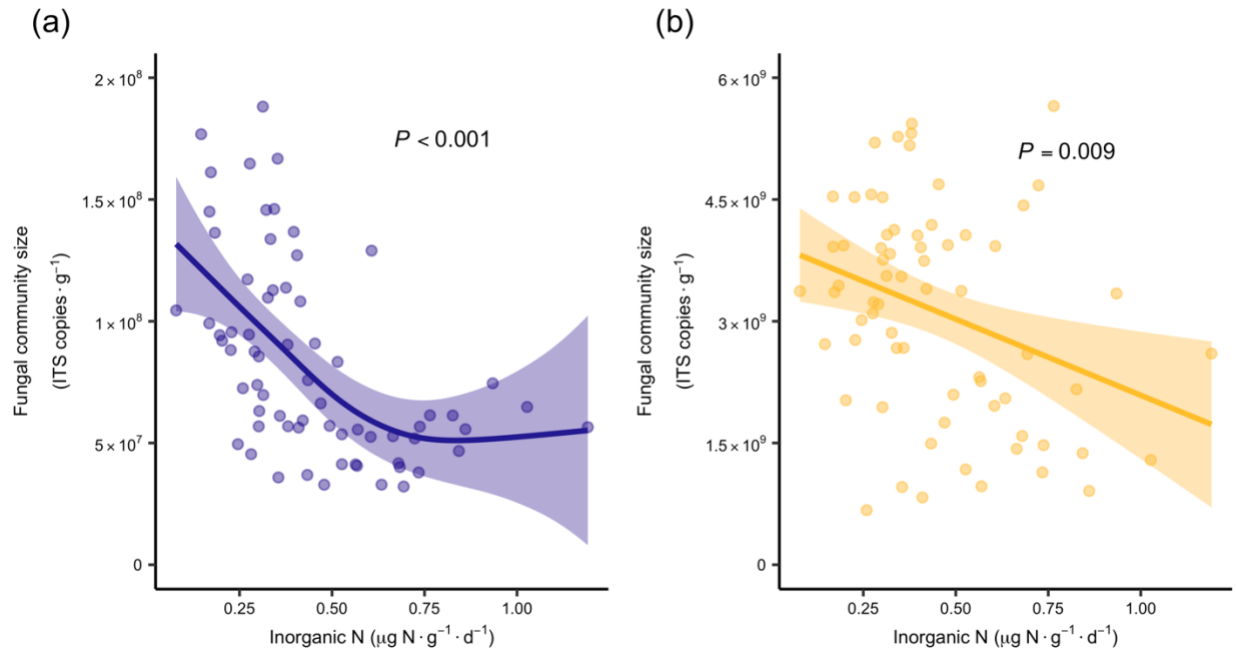 (a)
(b)
Fungal community size
(ITS copies · g⁻¹)
2 × 10⁸
1.5 × 10⁸
1 × 10⁸
5 × 10⁷
0
P < 0.001
0.25 0.50 0.75 1.00
Inorganic N (μg N · g⁻¹ · d⁻¹)
Fungal community size
(ITS copies · g⁻¹)
6 × 10⁹
4.5 × 10⁹
3 × 10⁹
1.5 × 10⁹
0
P = 0.009
0.25 0.50 0.75 1.00
Inorganic N (μg N · g⁻¹ · d⁻¹)